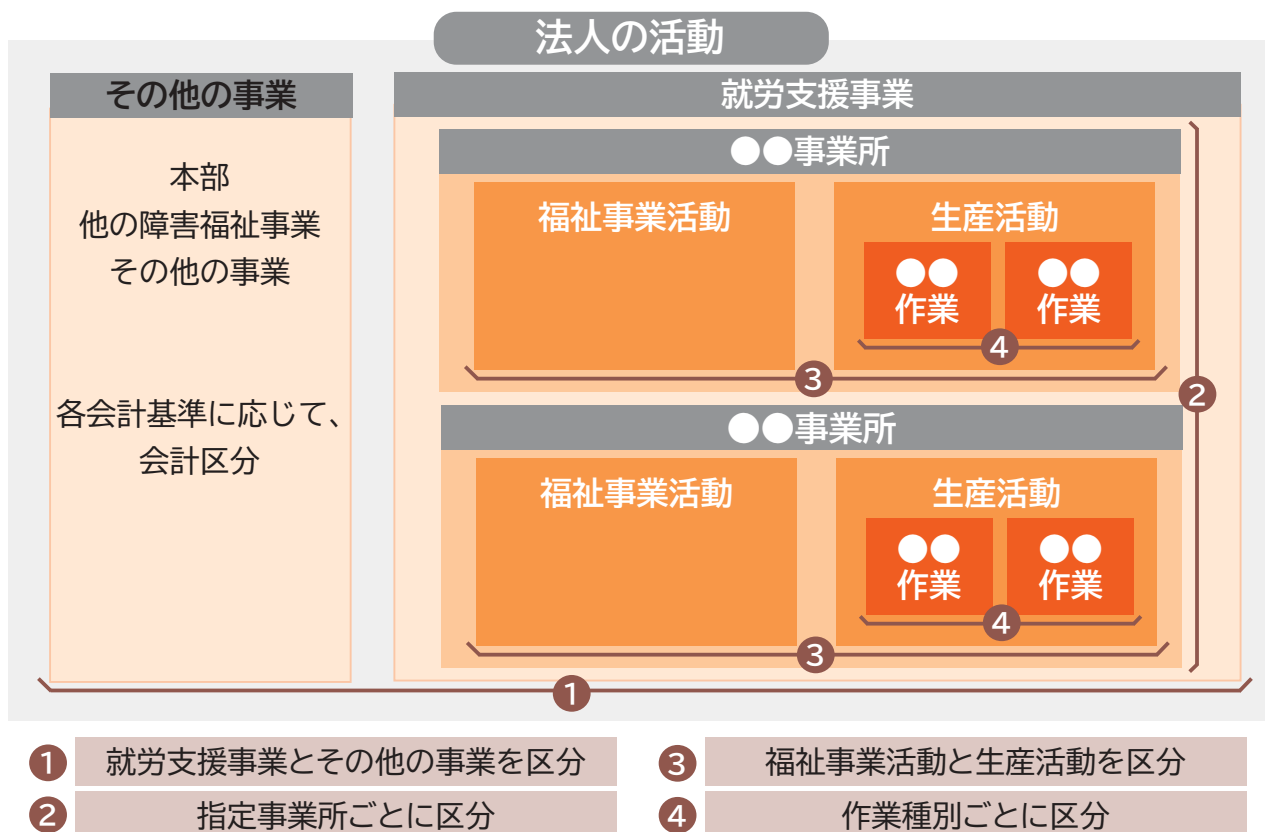 法人の活動
その他の事業
本部
他の障害福祉事業
その他の事業
各会計基準に応じて、
会計区分
就労支援事業
●●事業所
福祉事業活動
生産活動
●●
作業
●●
作業
4
3
2
●●事業所
福祉事業活動
生産活動
●●
作業
●●
作業
4
3
1
1 就労支援事業とその他の事業を区分
2 指定事業所ごとに区分
3 福祉事業活動と生産活動を区分
4 作業種別ごとに区分